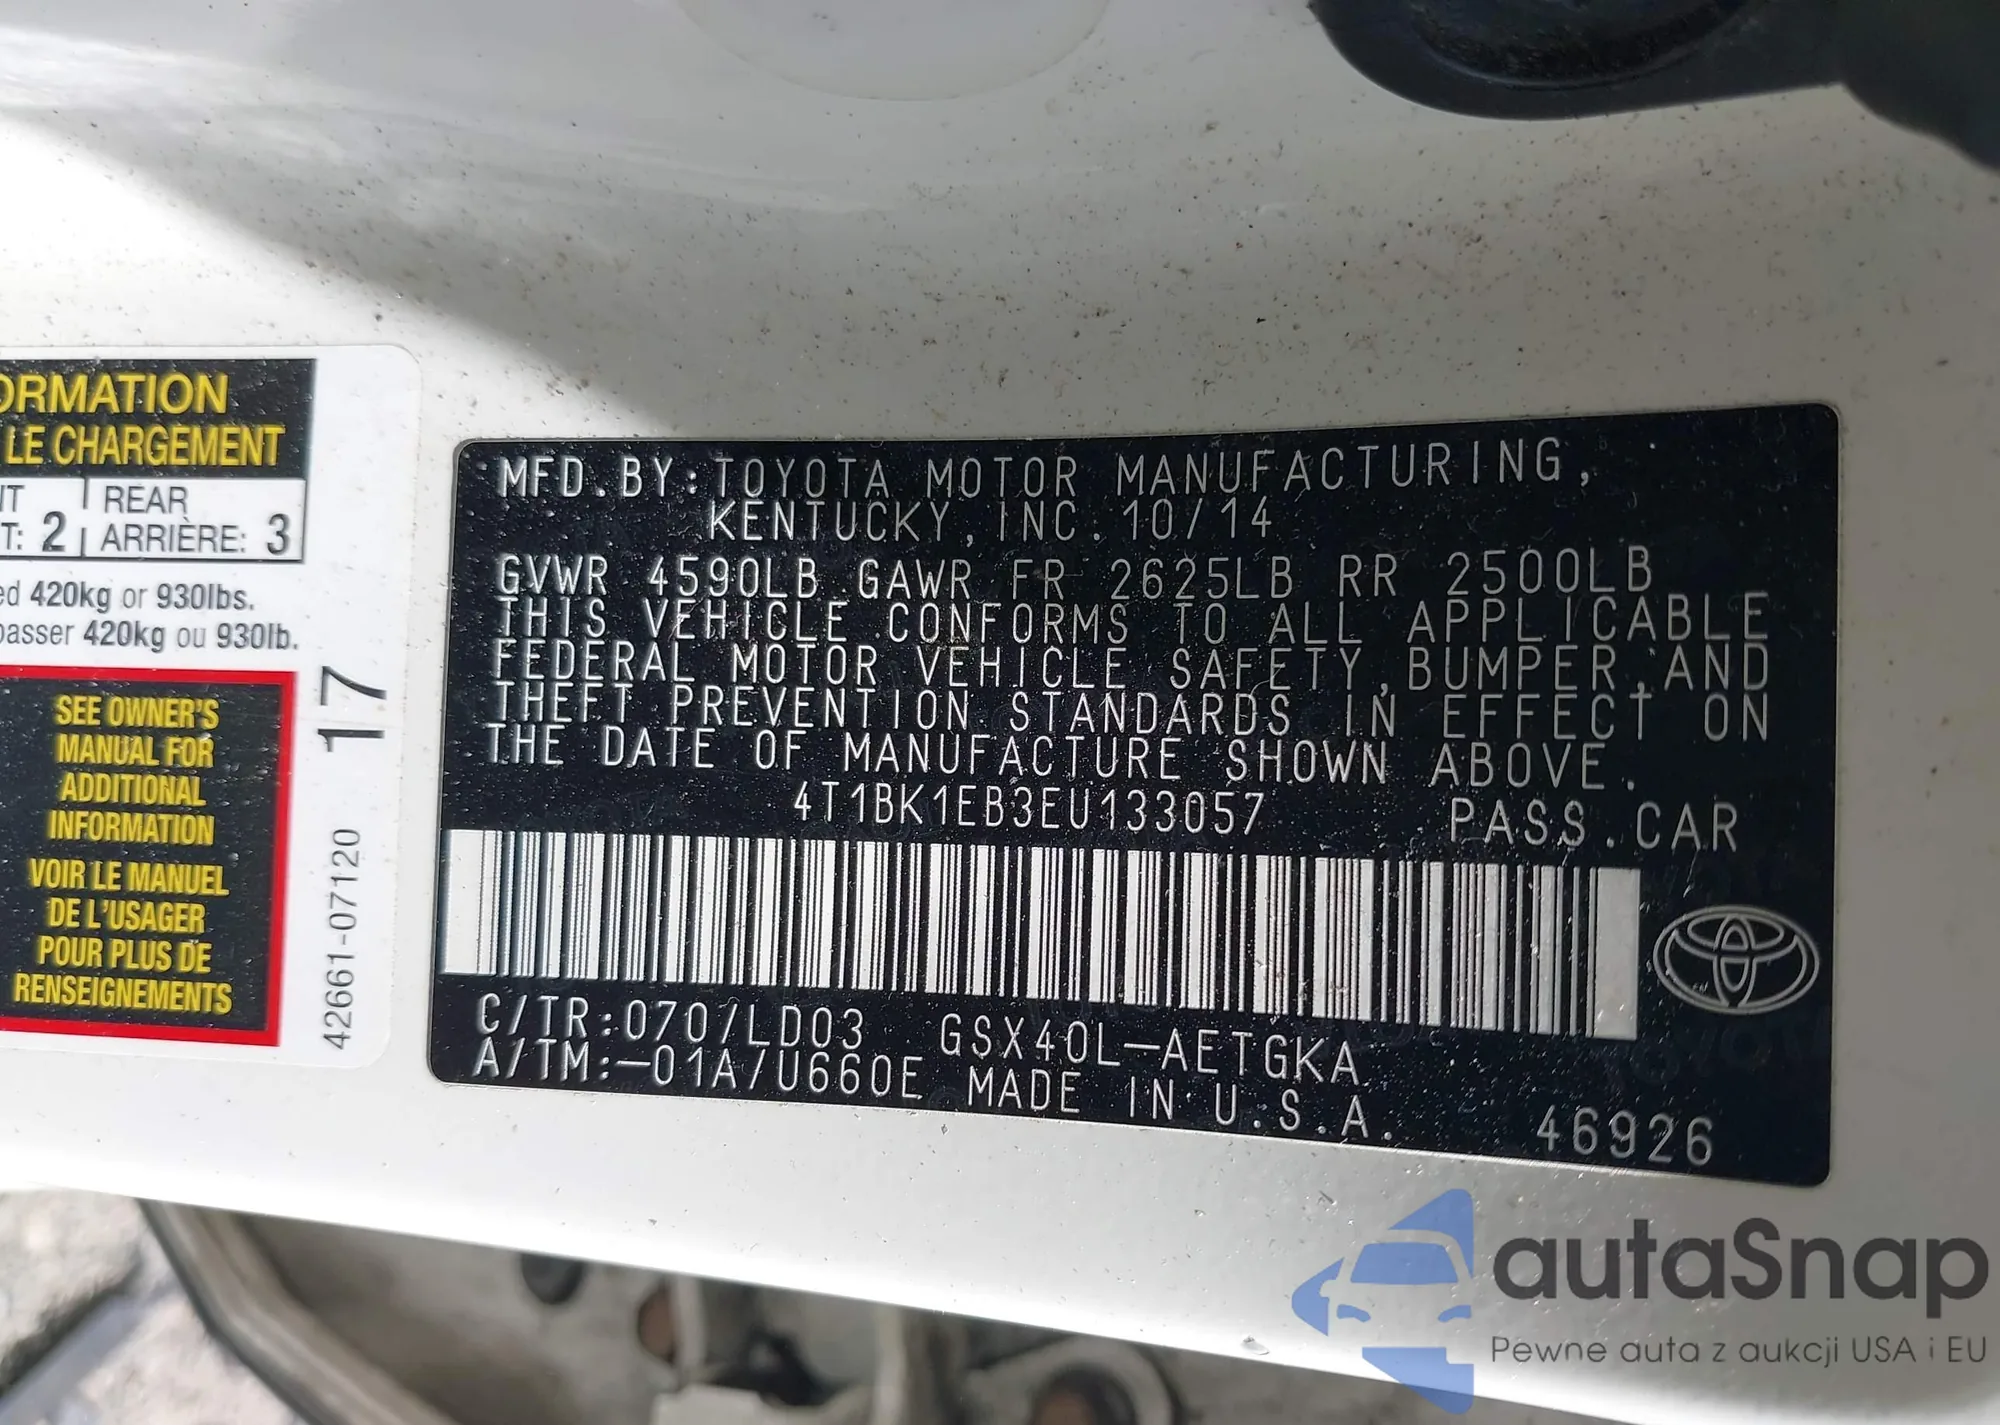 ORMATION
LE CHARGEMENT
NT | REAR
T: 2 | ARRIÈRE: 3
ed 420kg or 930lbs.
passer 420kg ou 930lb.
SEE OWNER'S
MANUAL FOR
ADDITIONAL
INFORMATION
VOIR LE MANUEL
DE L'USAGER
POUR PLUS DE
RENSEIGNEMENTS
42661-07120 17
MFD.BY:TOYOTA MOTOR MANUFACTURING,
KENTUCKY,INC.10/14
GVWR 4590LB GAWR FR 2625LB RR 2500LB
THIS VEHICLE CONFORMS TO ALL APPLICABLE
FEDERAL MOTOR VEHICLE SAFETY,BUMPER,AND
THEFT PREVENTION STANDARDS IN EFFECT ON
THE DATE OF MANUFACTURE SHOWN ABOVE.
4T1BK1EB3EU133057 PASS.CAR
C/TR:070/LD03 GSX40L-AETGKA
A/TM:-01A/U660E MADE IN U.S.A. 46926
autaSnap
Pewne auta z aukcji USA i EU